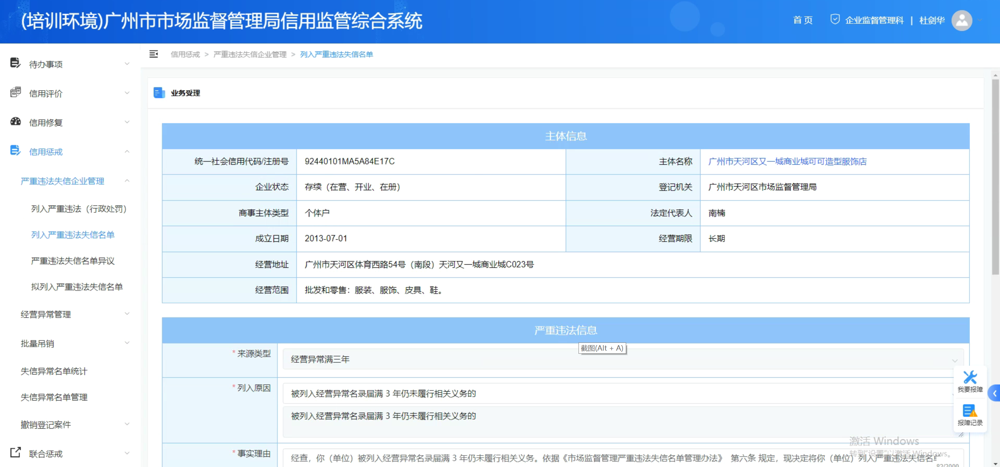 (培训环境)广州市市场监督管理局信用监管综合系统
首页
企业监督管理科 | 杜剑华
信用惩戒 > 严重违法失信企业管理 > 列入严重违法失信名单
待办事项
信用评价
信用修复
信用惩戒
严重违法失信企业管理
列入严重违法（行政处罚）
列入严重违法失信名单
严重违法失信名单异议
拟列入严重违法失信名单
经营异常管理
批量吊销
失信异常名单统计
失信异常名单管理
撤销登记案件
联合惩戒
业务受理
主体信息
统一社会信用代码/注册号 92440101MA5A84E17C 主体名称 广州市天河区又一城商业城可可造型服饰店
企业状态 存续（在营、开业、在册） 登记机关 广州市天河区市场监督管理局
商事主体类型 个体户 法定代表人 南楠
成立日期 2013-07-01 经营期限 长期
经营地址 广州市天河区体育西路54号（南段）天河又一城商业城C023号
经营范围 批发和零售：服装、服饰、皮具、鞋。
严重违法信息
截图(Alt + A)
* 来源类型 经营异常满三年
* 列入原因 被列入经营异常名录届满 3 年仍未履行相关义务的
被列入经营异常名录届满 3 年仍未履行相关义务的
* 事实理由 经查，你（单位）被列入经营异常名录届满 3 年仍未履行相关义务。依据《市场监督管理严重违法失信名单管理办法》 第六条 规定，现决定将你（单位）列入严重违法失信名单
82/2000
我要报障
报障记录
激活 Windows
转到"设置"以激活 Windows。